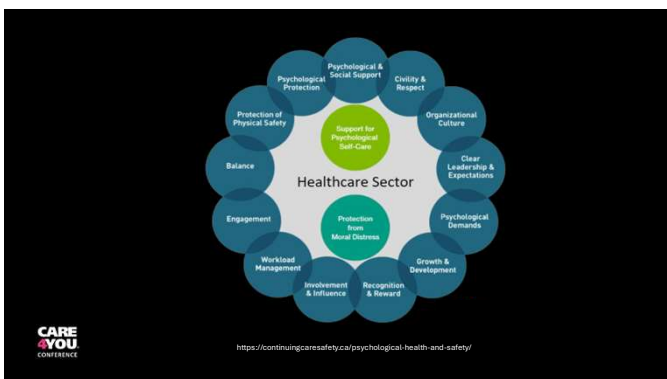 Psychological &
Social Support
Civility &
Respect
Organizational
Culture
Clear
Leadership &
Expectations
Psychological
Demands
Growth &
Development
Recognition
& Reward
Involvement
& Influence
Workload
Management
Engagement
Balance
Protection of
Physical Safety
Psychological
Protection
Support for
Psychological
Self-Care
Healthcare Sector
Protection
from
Moral Distress
CARE
4YOU
CONFERENCE
https://continuingcaresafety.ca/psychological-health-and-safety/